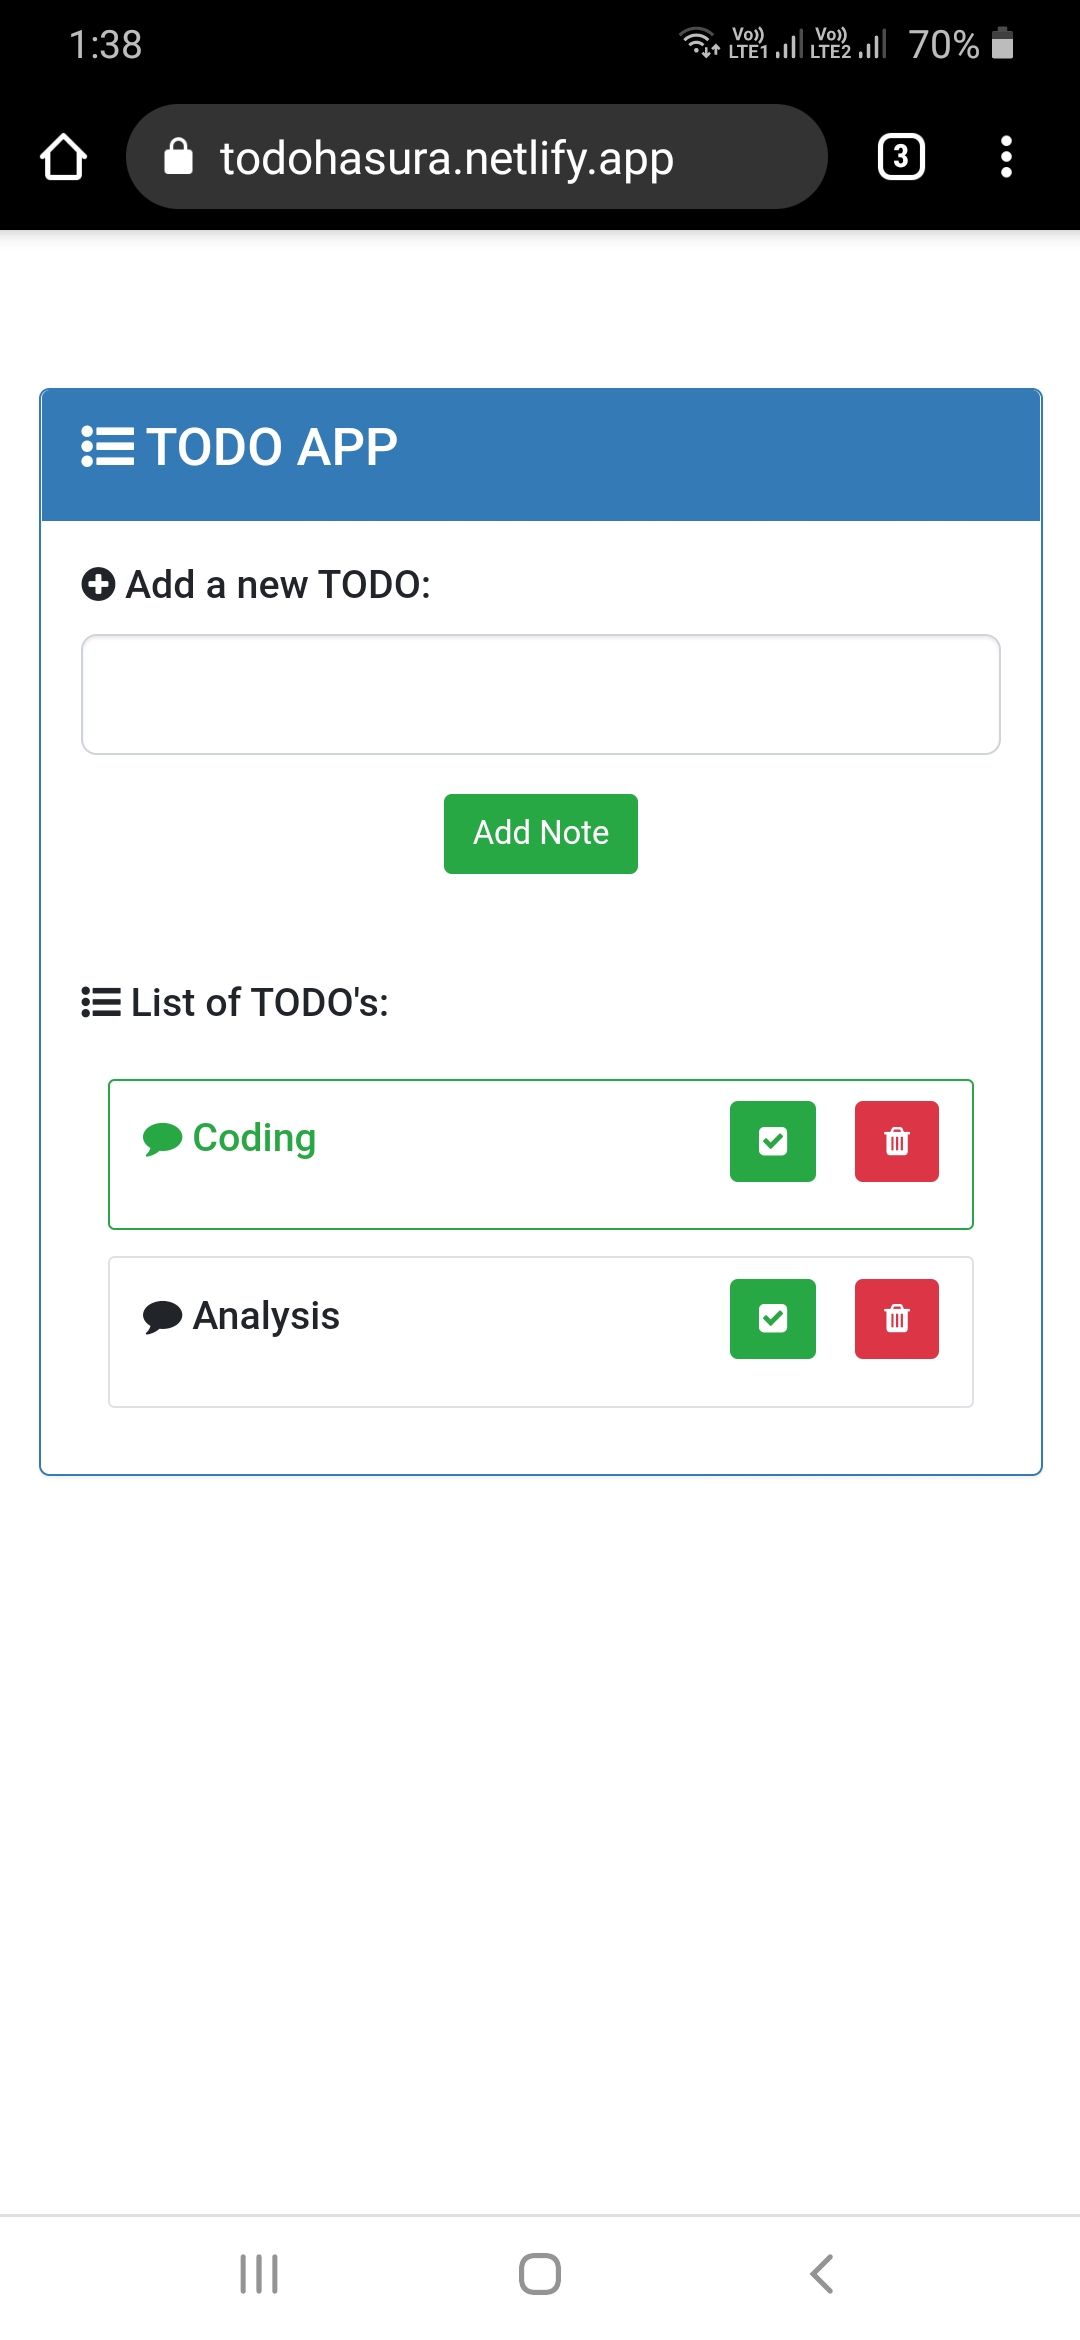 1:38
Vo)) LTE1 Vo)) LTE2 70%
todohasura.netlify.app
3
TODO APP
Add a new TODO:
Add Note
List of TODO's:
Coding
Analysis